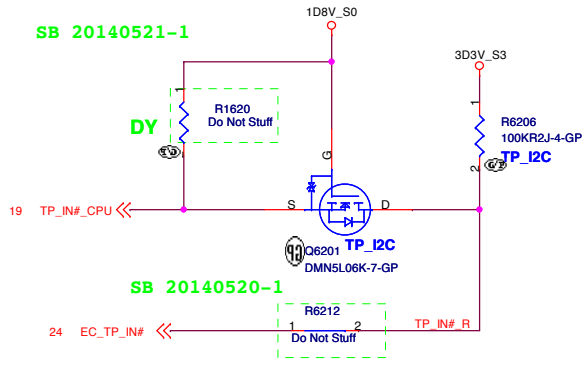 1D8V_S0
SB 20140521-1
3D3V_S3
1
R1620
Do Not Stuff
DY
1
R6206
100KR2J-4-GP
TP_I2C
G
2
19 TP_IN#_CPU
S
D
TP_I2C
Q6201
DMN5L06K-7-GP
SB 20140520-1
R6212
24 EC_TP_IN#
1
2
TP_IN#_R
Do Not Stuff